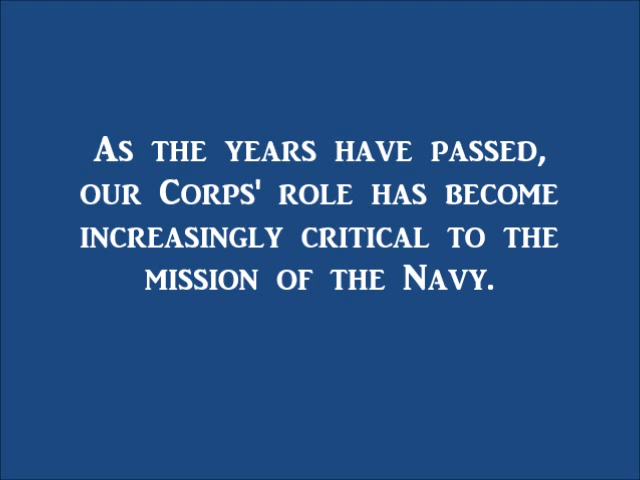 As the years have passed,
our Corps' role has become
increasingly critical to the
mission of the Navy.